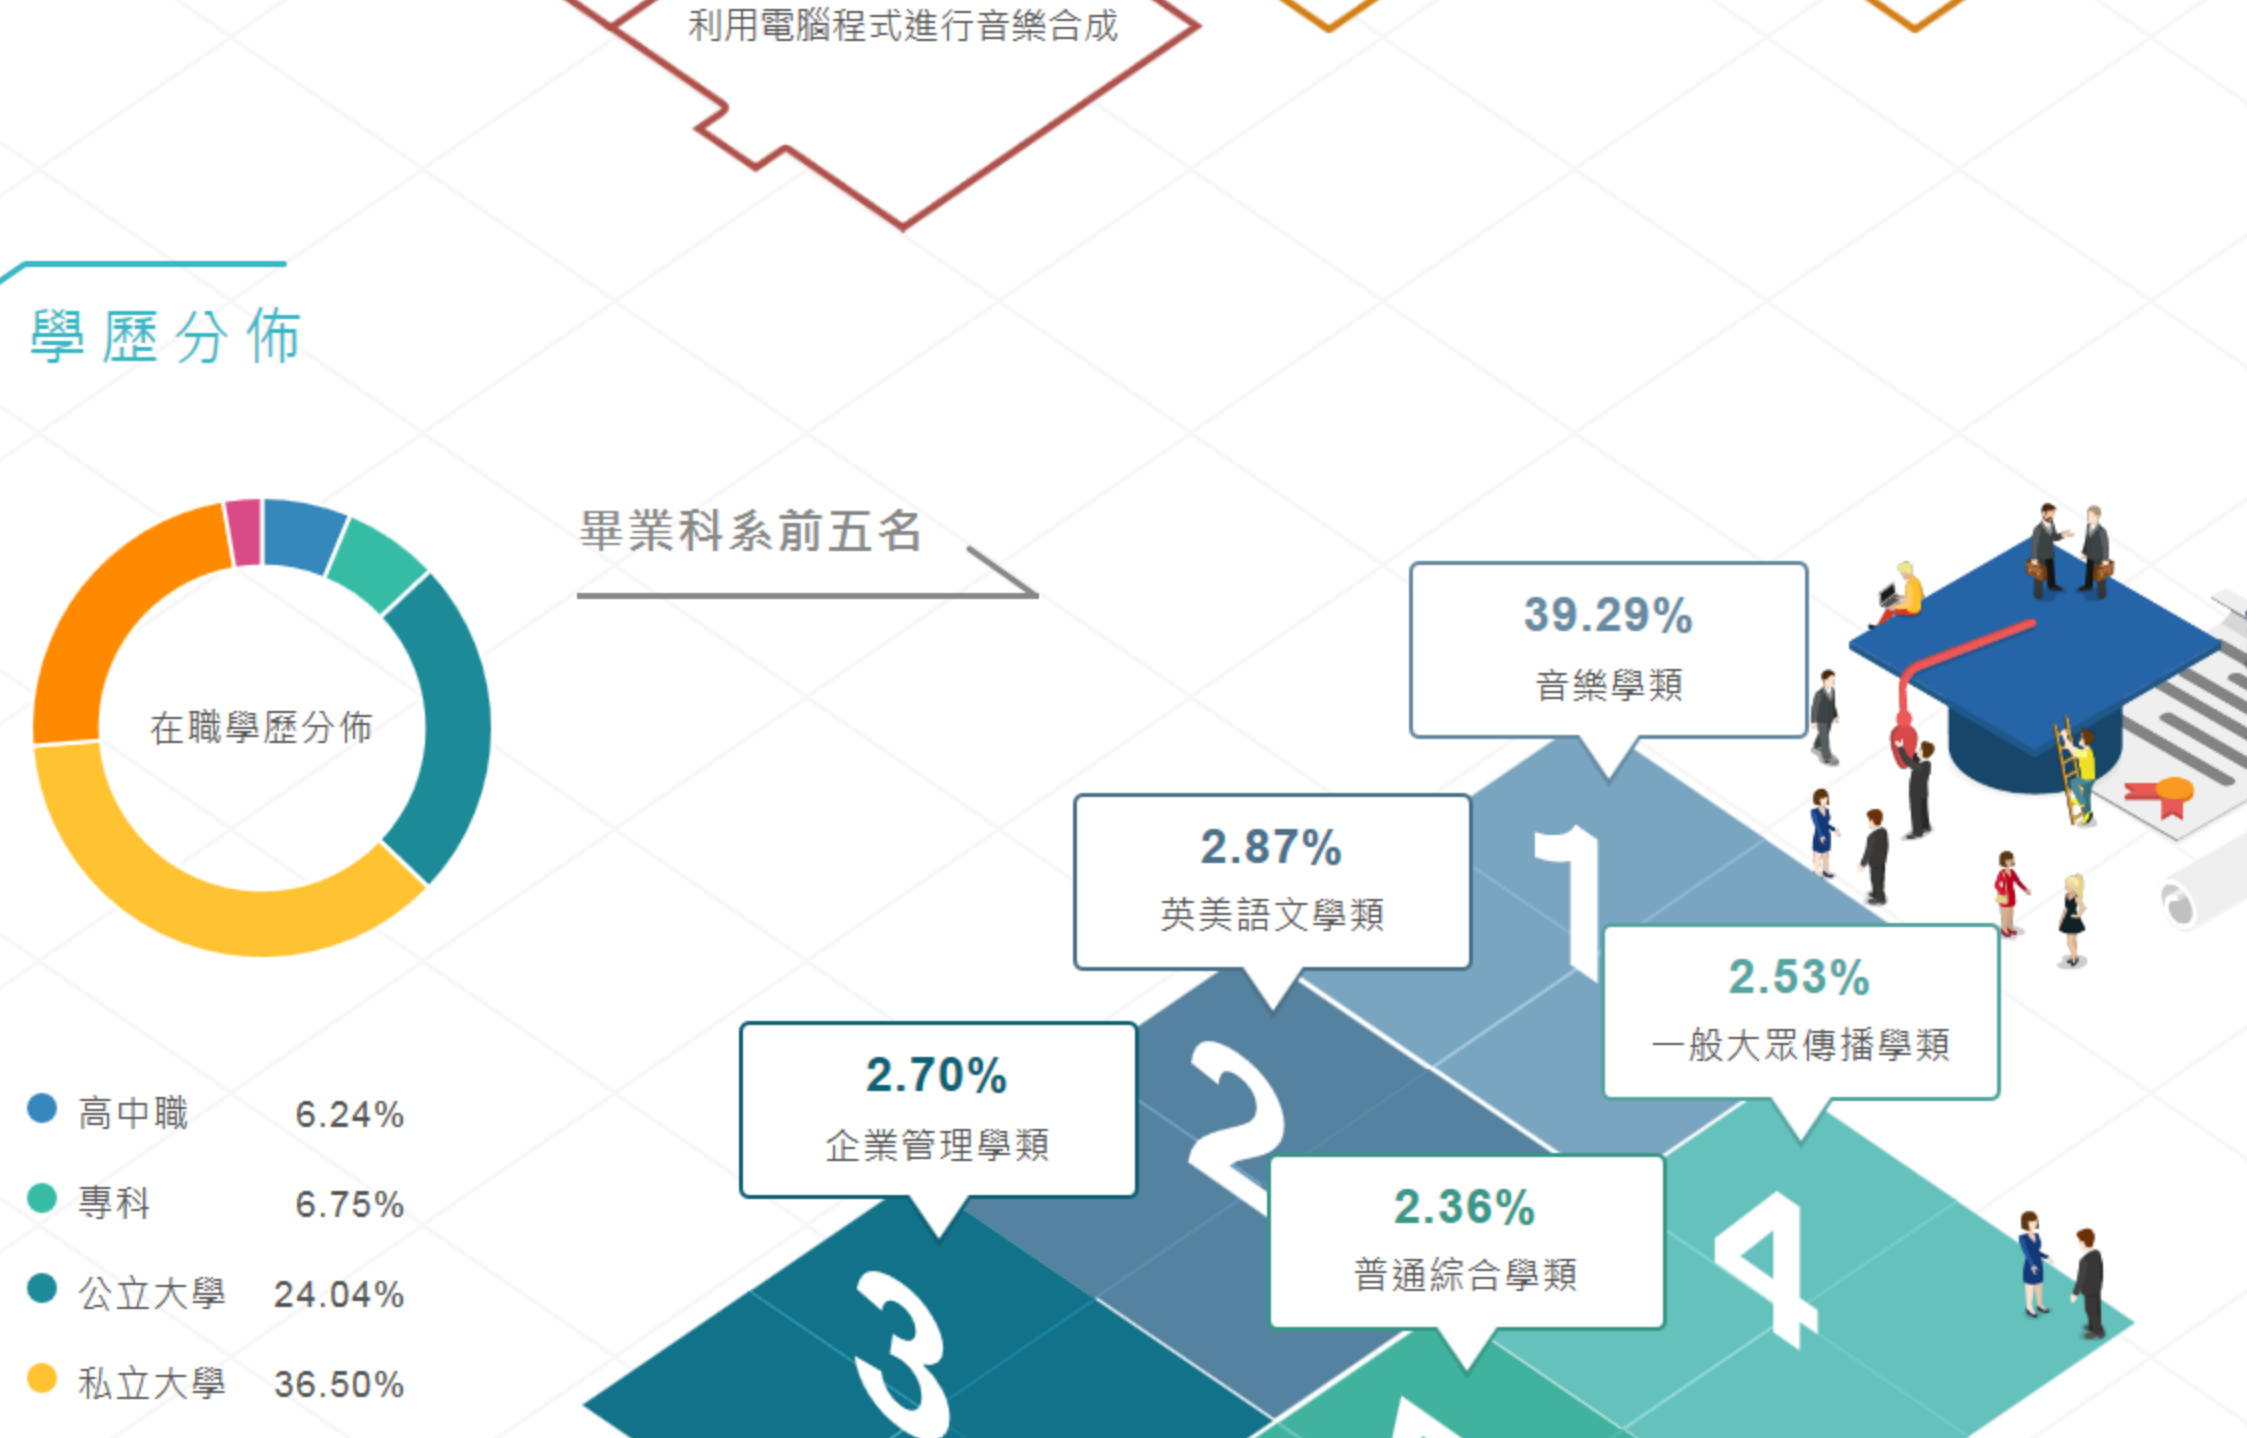 利用電腦程式進行音樂合成
學歷分佈
在職學歷分佈
高中職 6.24%
專科 6.75%
公立大學 24.04%
私立大學 36.50%
畢業科系前五名
39.29%
音樂學類
1
2.87%
英美語文學類
2
2.53%
一般大眾傳播學類
4
2.70%
企業管理學類
3
2.36%
普通綜合學類